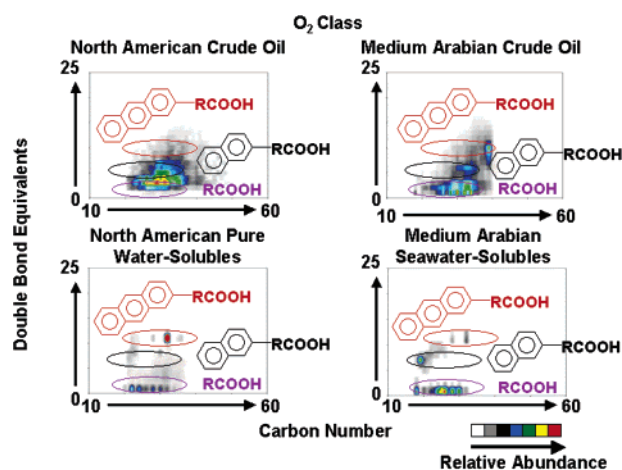 O2 Class
North American Crude Oil
Medium Arabian Crude Oil
25
RCOOH
RCOOH
RCOOH
10
60
25
RCOOH
RCOOH
RCOOH
10
60
Double Bond Equivalents
North American Pure
Water-Solubles
Medium Arabian
Seawater-Solubles
25
RCOOH
RCOOH
RCOOH
0
10
60
25
RCOOH
RCOOH
RCOOH
0
10
60
0
0
Carbon Number
Relative Abundance